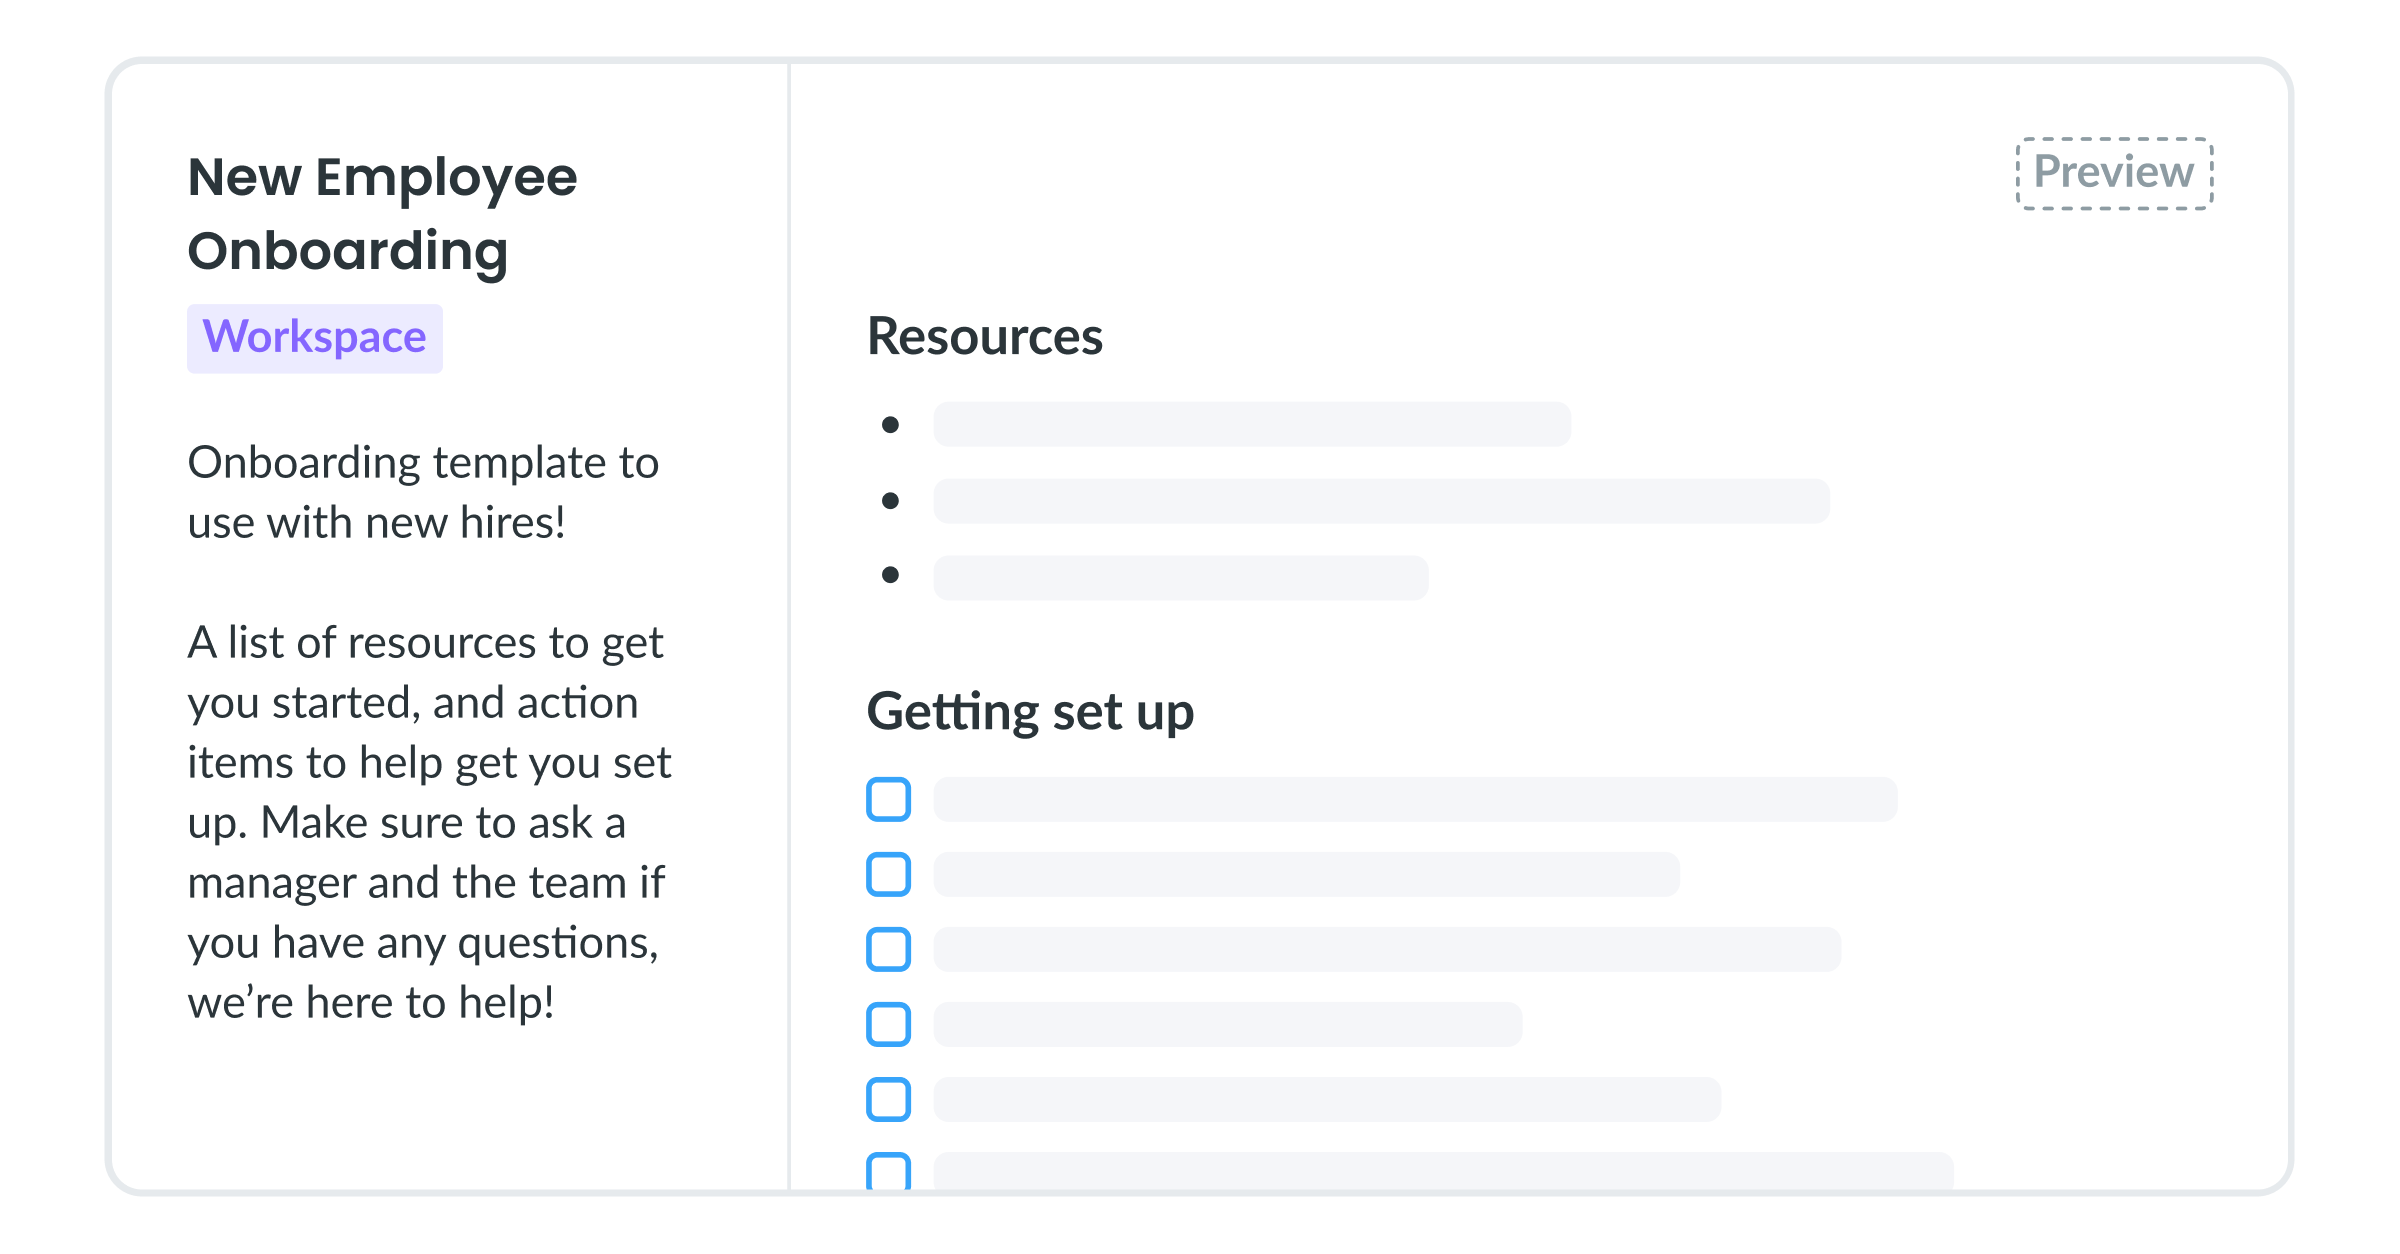 New Employee
Onboarding
Workspace
Onboarding template to
use with new hires!
A list of resources to get
you started, and action
items to help get you set
up. Make sure to ask a
manager and the team if
you have any questions,
we’re here to help!
Preview
Resources
Getting set up